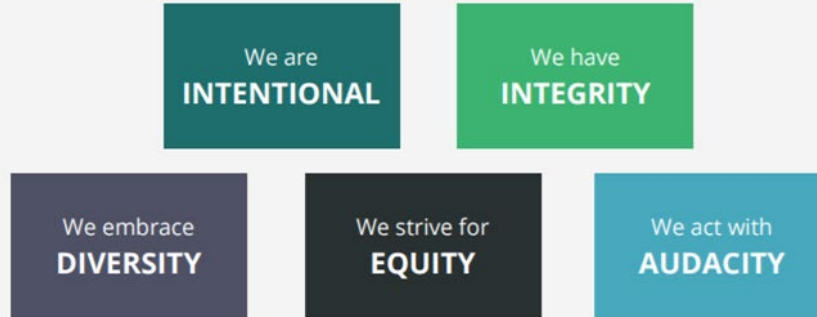 We are
INTENTIONAL
We have
INTEGRITY
We embrace
DIVERSITY
We strive for
EQUITY
We act with
AUDACITY